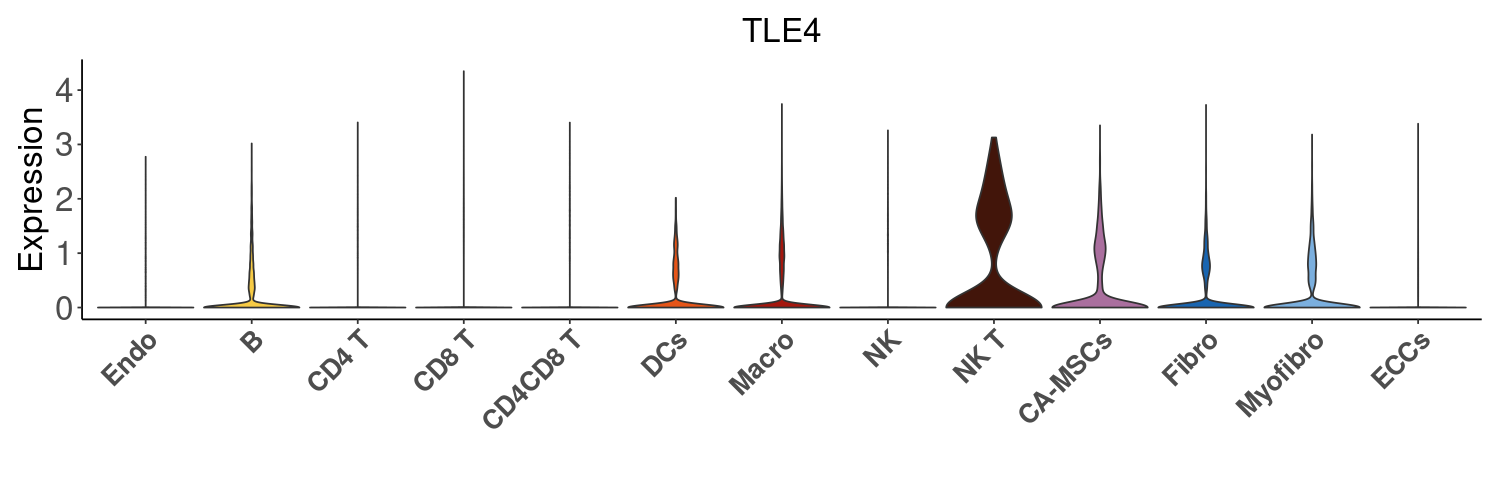 TLE4
Expression
4
3
2
1
0
Endo
B
CD4 T
CD8 T
CD4CD8 T
DCs
Macro
NK
NK T
CA-MSCs
Fibro
Myofibro
ECCs